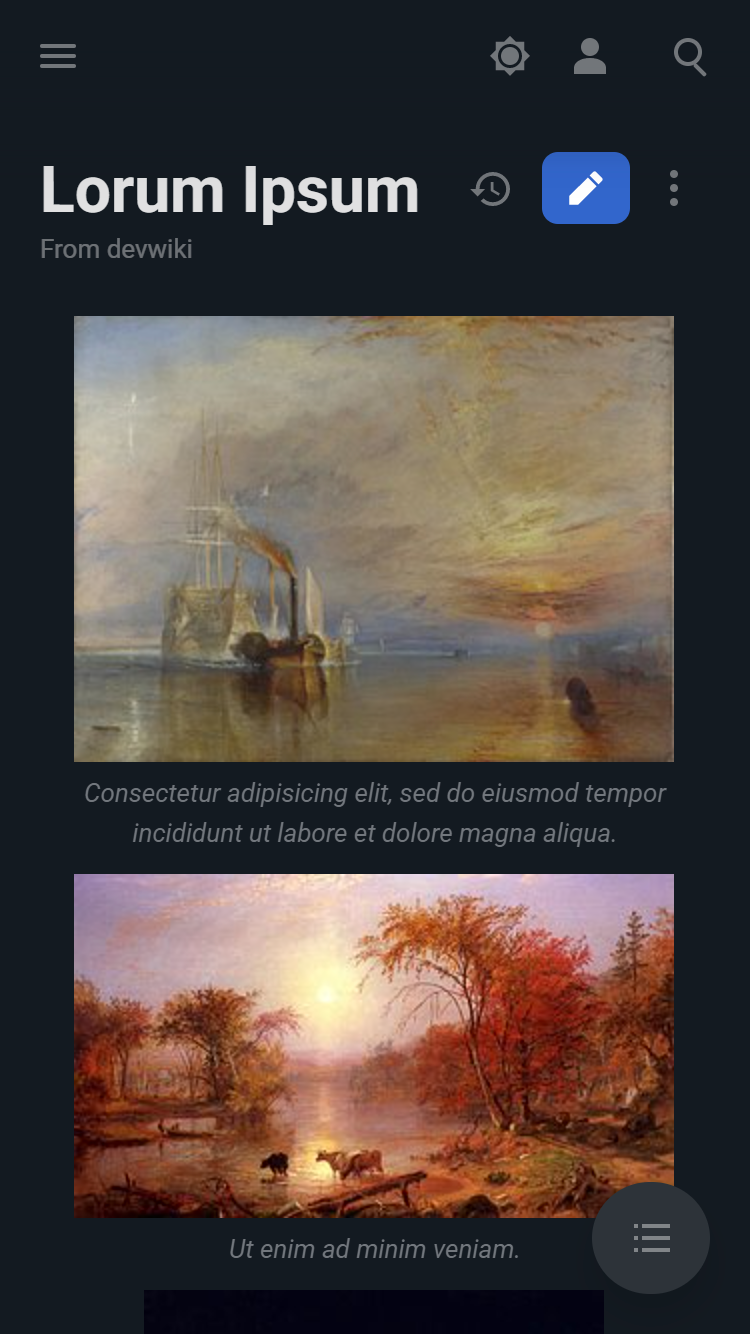 Lorum Ipsum
From devwiki
Consectetur adipisicing elit, sed do eiusmod tempor
incididunt ut labore et dolore magna aliqua.
Ut enim ad minim veniam.